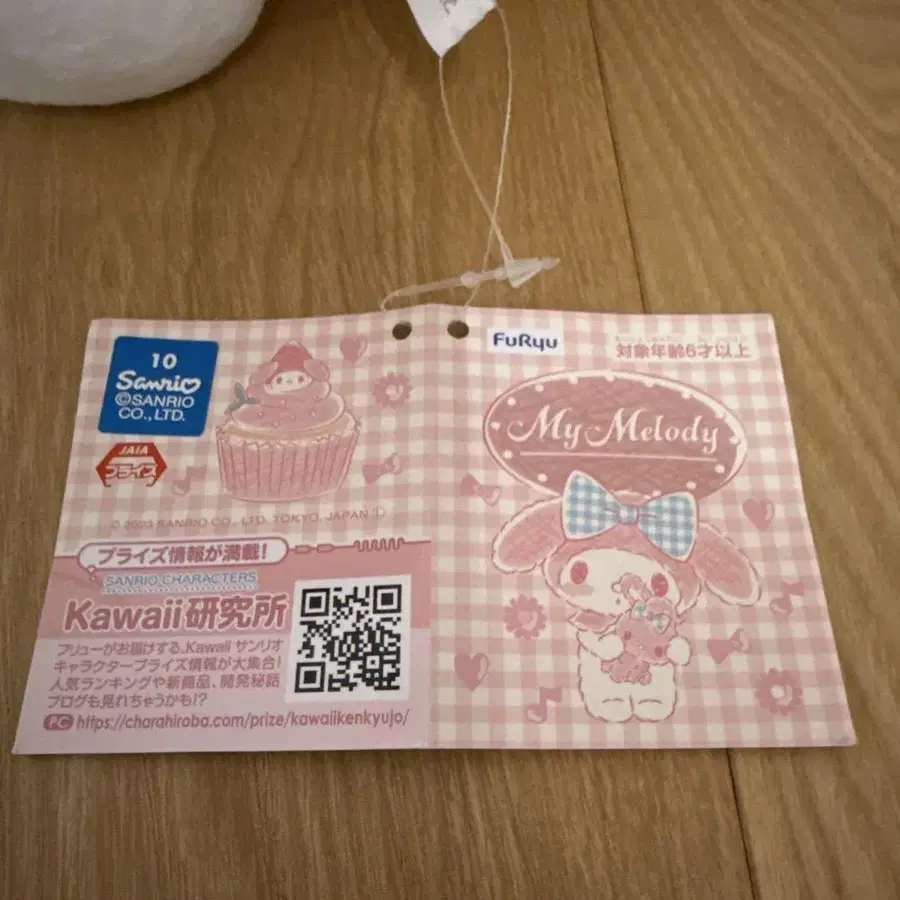 10
Sanrio
©SANRIO
CO., LTD.
JAIA
プライズ
© 2023 SANRIO CO., LTD. TOKYO, JAPAN Ⓛ
プライズ情報が満載!
SANRIO CHARACTERS
Kawaii研究所
フリューがお届けする、Kawaii サンリオ
キャラクタープライズ情報が大集合!
人気ランキングや新商品、開発秘話
ブログも見れちゃうかも!?
PC https://charahiroba.com/prize/kawaiikenkyujo/
FuRyu
対象年齢6才以上
My Melody